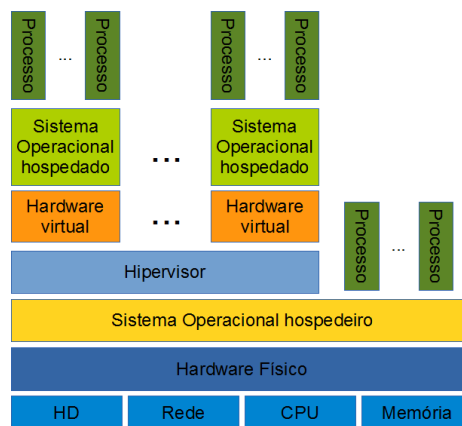 Processo ... Processo Processo ... Processo
Sistema Operacional hospedado
...
Sistema Operacional hospedado
Hardware virtual
...
Hardware virtual
Processo ... Processo
Hipervisor
Sistema Operacional hospedeiro
Hardware Físico
HD Rede CPU Memória